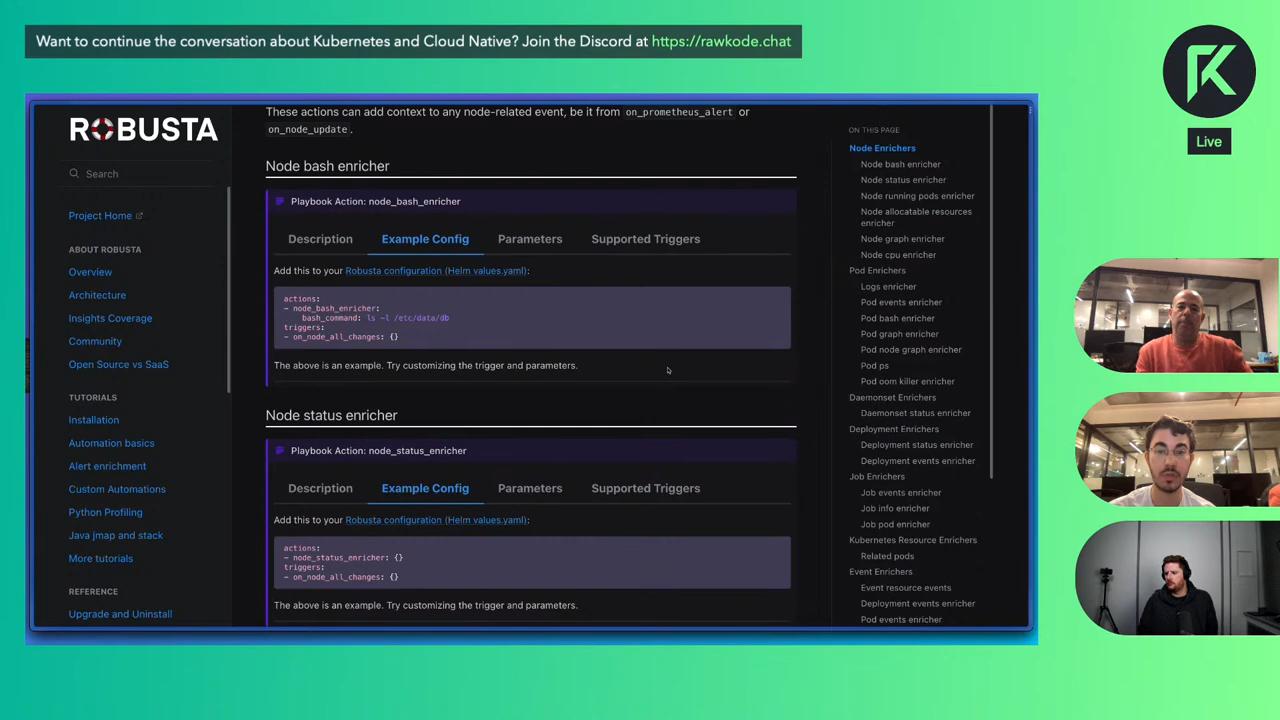 Want to continue the conversation about Kubernetes and Cloud Native? Join the Discord at https://rawkode.chat
Live
ROBUSTA
Search
Project Home
ABOUT ROBUSTA
Overview
Architecture
Insights Coverage
Community
Open Source vs SaaS
TUTORIALS
Installation
Automation basics
Alert enrichment
Custom Automations
Python Profiling
Java jmap and stack
More tutorials
REFERENCE
Upgrade and Uninstall
These actions can add context to any node-related event, be it from on_prometheus_alert or
on_node_update.
Node bash enricher
Playbook Action: node_bash_enricher
Description Example Config Parameters Supported Triggers
Add this to your Robusta configuration (Helm values.yaml):
actions:
- node_bash_enricher:
bash_command: ls -l /etc/data/db
triggers:
- on_node_all_changes: {}
The above is an example. Try customizing the trigger and parameters.
Node status enricher
Playbook Action: node_status_enricher
Description Example Config Parameters Supported Triggers
Add this to your Robusta configuration (Helm values.yaml):
actions:
- node_status_enricher: {}
triggers:
- on_node_all_changes: {}
The above is an example. Try customizing the trigger and parameters.
ON THIS PAGE
Node Enrichers
Node bash enricher
Node status enricher
Node running pods enricher
Node allocatable resources
enricher
Node graph enricher
Node cpu enricher
Pod Enrichers
Logs enricher
Pod events enricher
Pod bash enricher
Pod graph enricher
Pod node graph enricher
Pod ps
Pod oom killer enricher
Daemonset Enrichers
Daemonset status enricher
Deployment Enrichers
Deployment status enricher
Deployment events enricher
Job Enrichers
Job events enricher
Job info enricher
Job pod enricher
Kubernetes Resource Enrichers
Related pods
Event Enrichers
Event resource events
Deployment events enricher
Pod events enricher